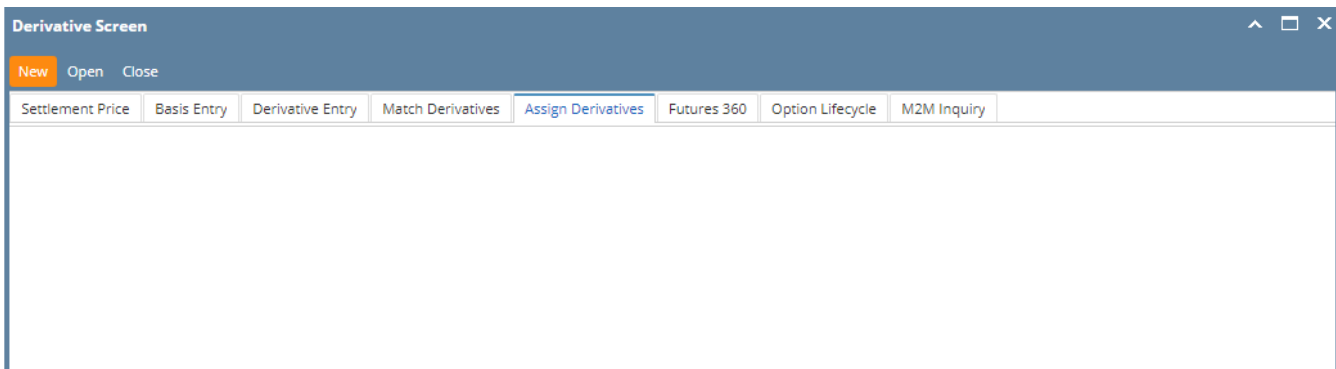 Derivative Screen
New Open Close
Settlement Price Basis Entry Derivative Entry Match Derivatives Assign Derivatives Futures 360 Option Lifecycle M2M Inquiry